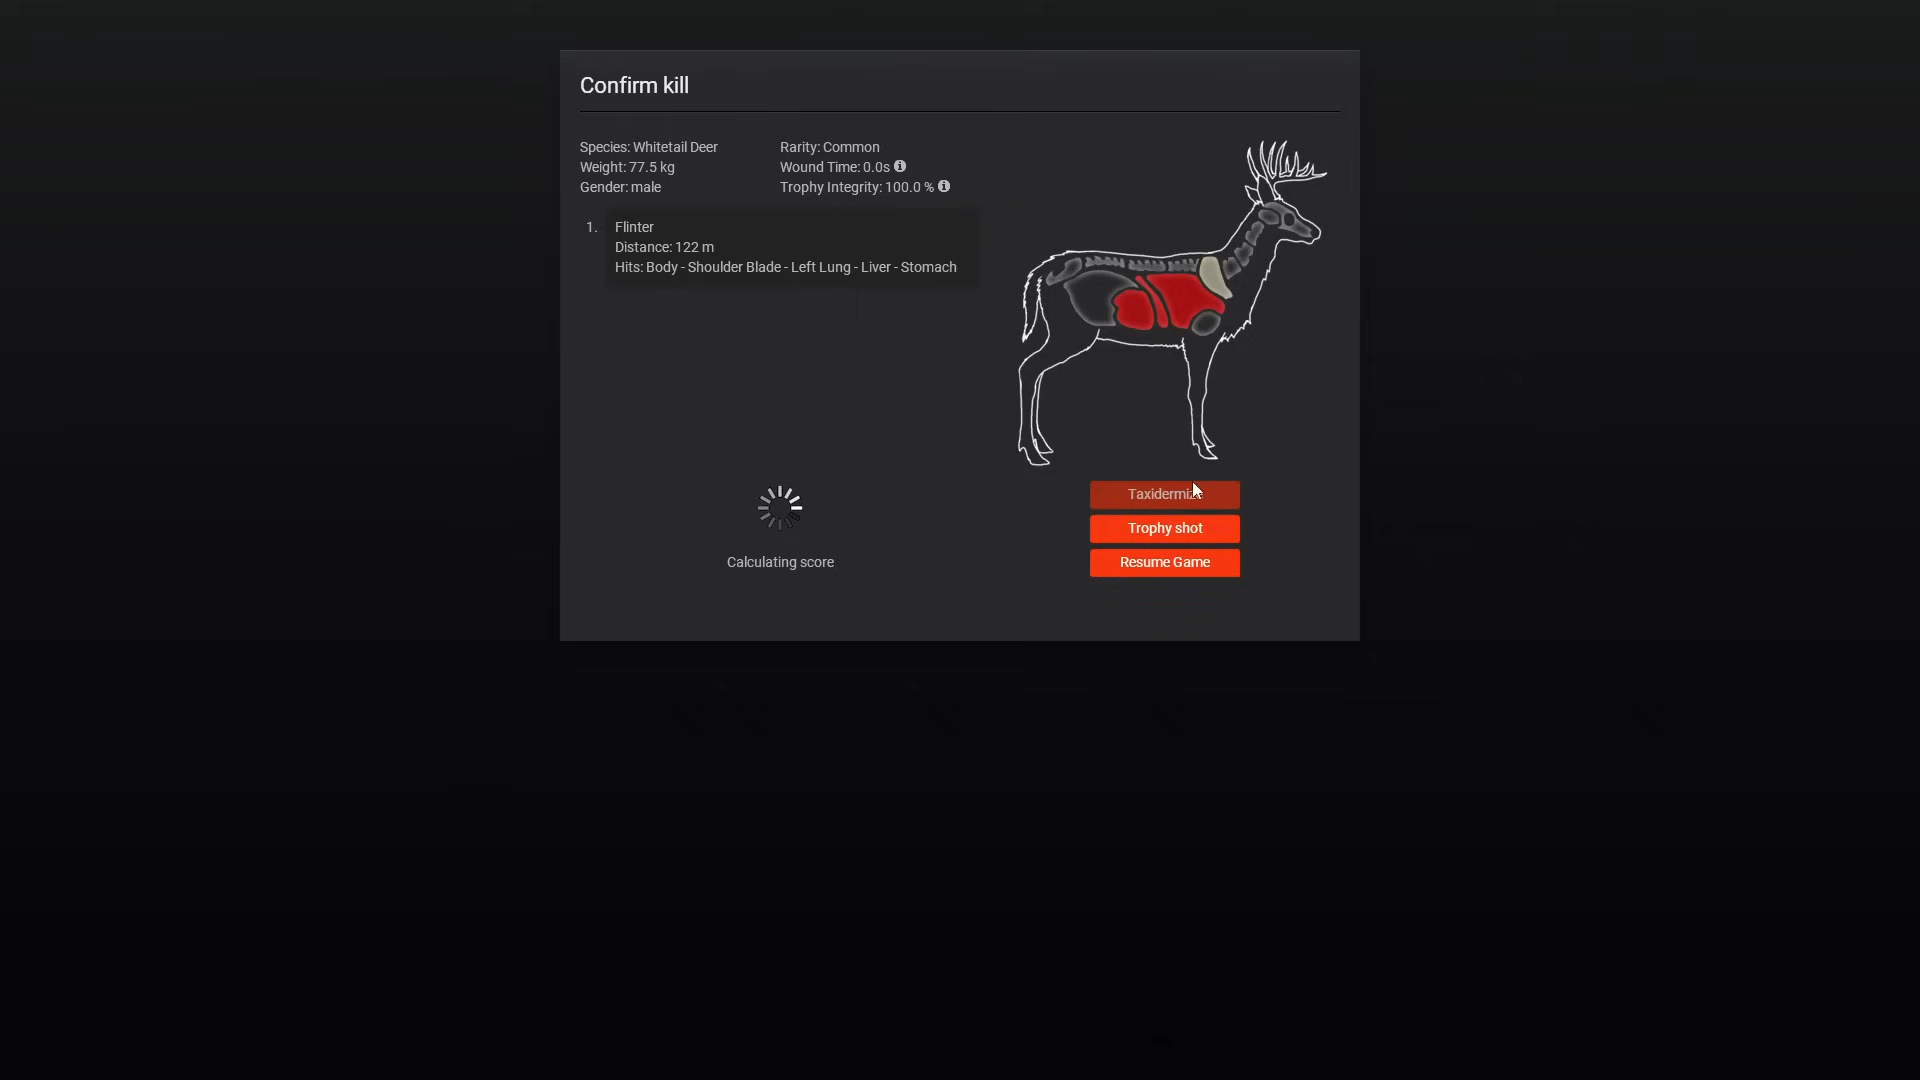 Confirm kill
Species: Whitetail Deer
Weight: 77.5 kg
Gender: male
Rarity: Common
Wound Time: 0.0s
Trophy Integrity: 100.0 %
1. Flinter
Distance: 122 m
Hits: Body - Shoulder Blade - Left Lung - Liver - Stomach
Calculating score
Taxidermize
Trophy shot
Resume Game